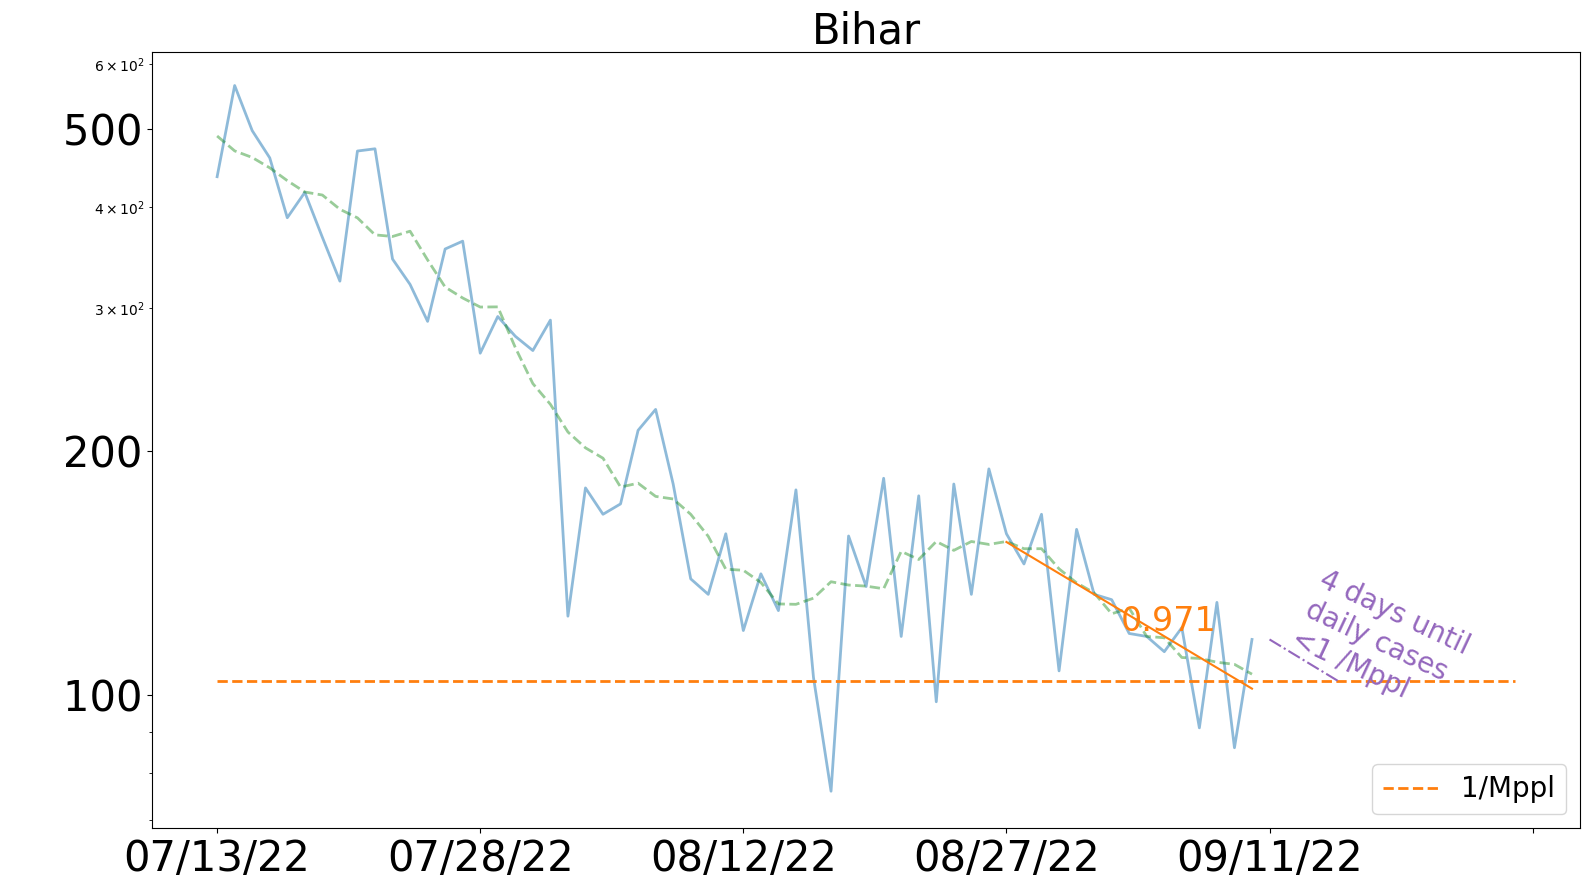 Bihar
6 × 10²
500
4 × 10²
3 × 10²
200
100
0.971
4 days until
daily cases
<1 /Mppl
1/Mppl
07/13/22
07/28/22
08/12/22
08/27/22
09/11/22